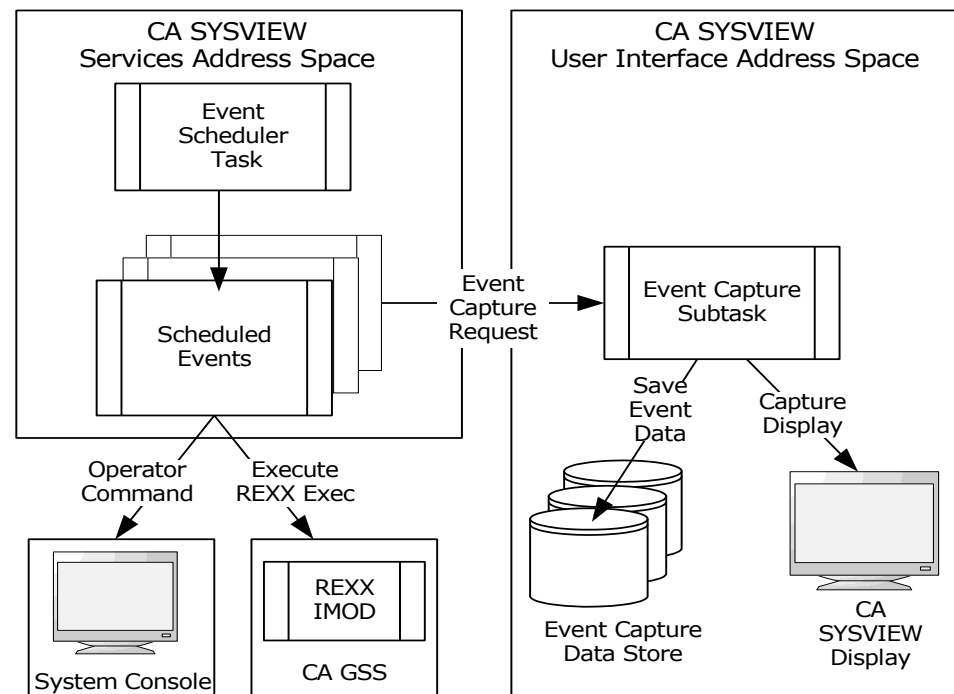 CA SYSVIEW
Services Address Space
Event
Scheduler
Task
Scheduled
Events
Event
Capture
Request
Operator
Command
Execute
REXX Exec
System Console
REXX
IMOD
CA GSS
CA SYSVIEW
User Interface Address Space
Event Capture
Subtask
Save
Event
Data
Capture
Display
Event Capture
Data Store
CA
SYSVIEW
Display